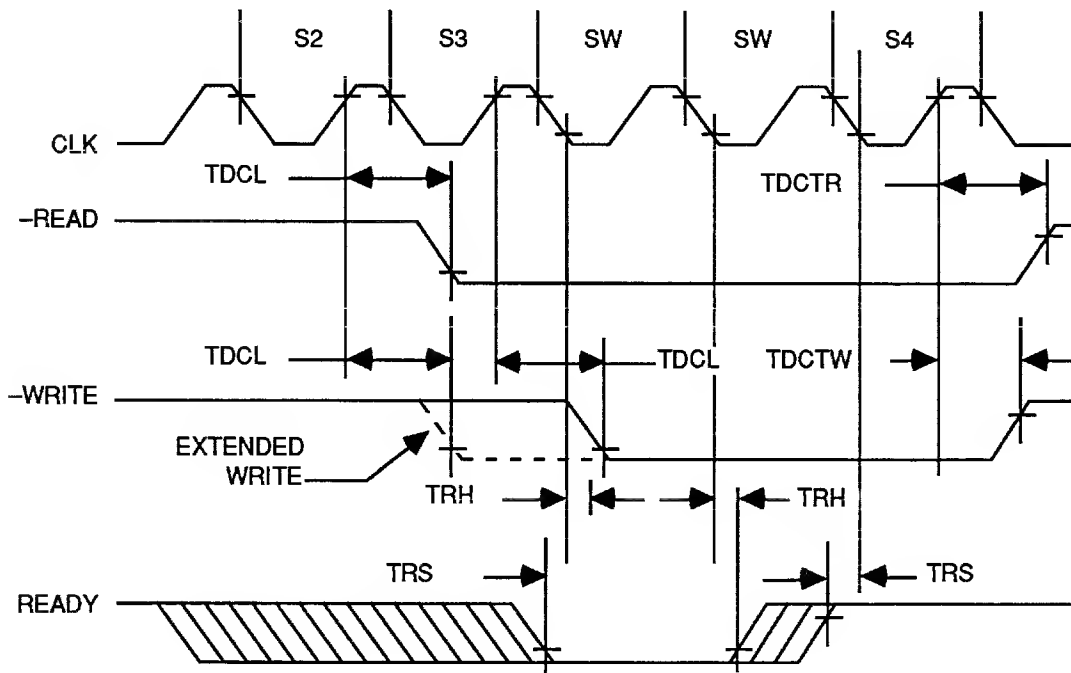 S2 S3 SW SW S4
CLK
TDCL TDCTR
–READ
TDCL TDCL TDCTW
–WRITE
EXTENDED
WRITE
TRH TRH
TRS TRS
READY